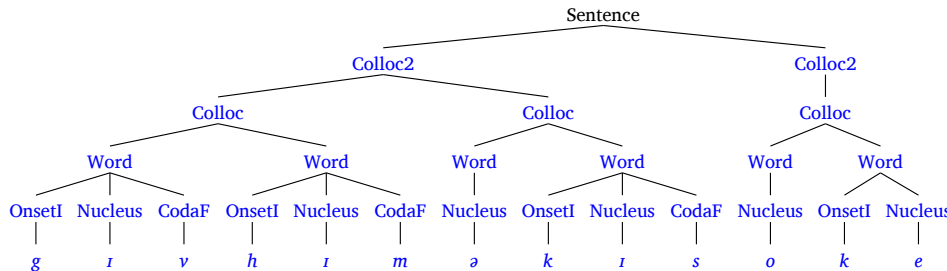 Sentence
Colloc2 Colloc2
Colloc Colloc Colloc
Word Word Word Word Word Word
OnsetI Nucleus CodaF OnsetI Nucleus CodaF Nucleus OnsetI Nucleus CodaF Nucleus OnsetI Nucleus
g ɪ v h ɪ m ə k ɪ s o k e